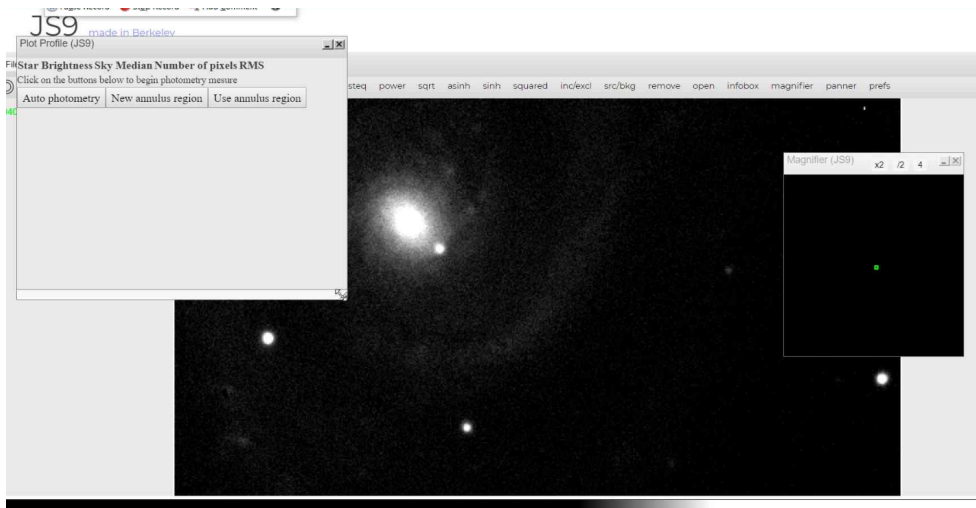 JS9 made in Berkeley
Plot Profile (JS9)
Star Brightness Sky Median Number of pixels RMS
Click on the buttons below to begin photometry mesure
Auto photometry New annulus region Use annulus region
steq power sqrt asinh sinh squared inc/excl src/bkg remove open infobox magnifier panner prefs
Magnifier (JS9) x2 /2 4